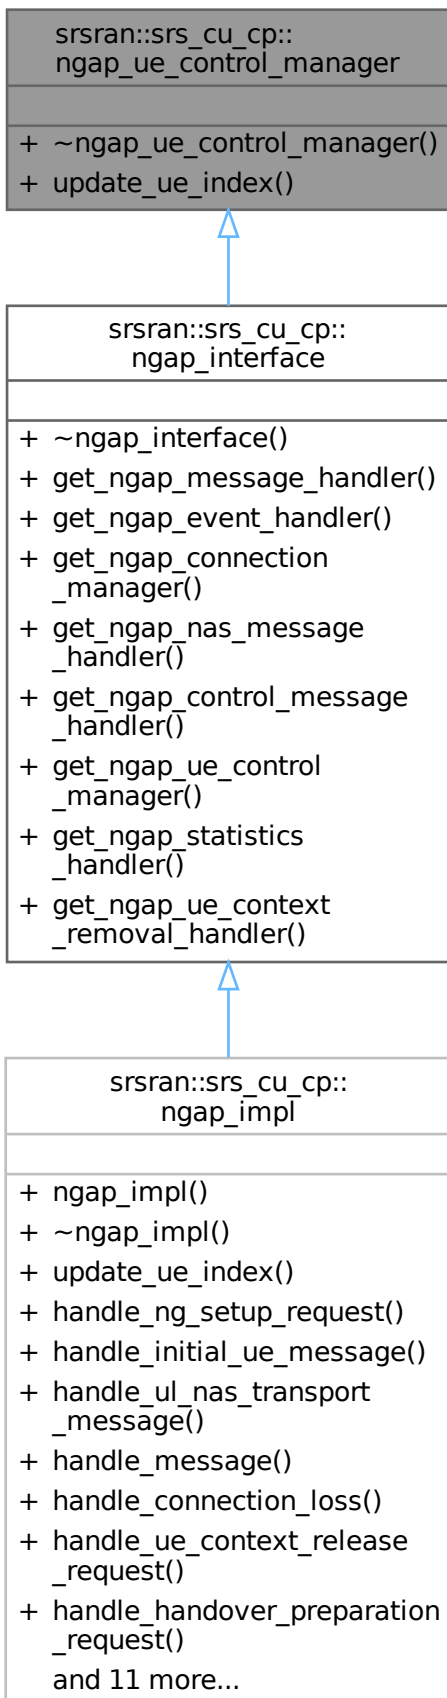 srsran::srs_cu_cp::
ngap_ue_control_manager
+ ~ngap_ue_control_manager()
+ update_ue_index()
srsran::srs_cu_cp::
ngap_interface
+ ~ngap_interface()
+ get_ngap_message_handler()
+ get_ngap_event_handler()
+ get_ngap_connection
_manager()
+ get_ngap_nas_message
_handler()
+ get_ngap_control_message
_handler()
+ get_ngap_ue_control
_manager()
+ get_ngap_statistics
_handler()
+ get_ngap_ue_context
_removal_handler()
srsran::srs_cu_cp::
ngap_impl
+ ngap_impl()
+ ~ngap_impl()
+ update_ue_index()
+ handle_ng_setup_request()
+ handle_initial_ue_message()
+ handle_ul_nas_transport
_message()
+ handle_message()
+ handle_connection_loss()
+ handle_ue_context_release
_request()
+ handle_handover_preparation
_request()
and 11 more...